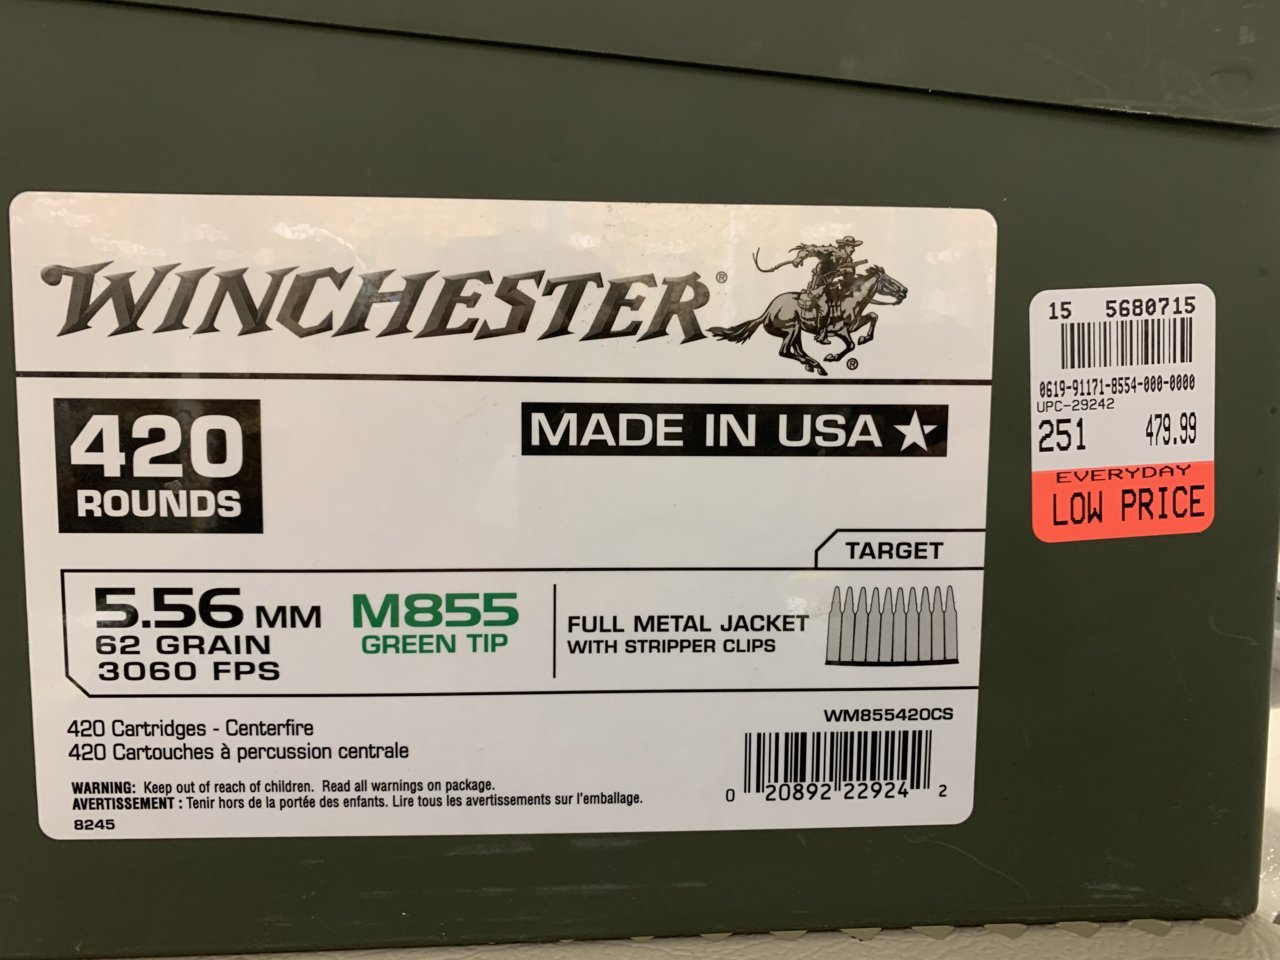 WINCHESTER®
®
420
ROUNDS
MADE IN USA
TARGET
5.56 MM
62 GRAIN
3060 FPS
M855
GREEN TIP
FULL METAL JACKET
WITH STRIPPER CLIPS
420 Cartridges - Centerfire
420 Cartouches à percussion centrale
WARNING: Keep out of reach of children. Read all warnings on package.
AVERTISSEMENT : Tenir hors de la portée des enfants. Lire tous les avertissements sur l'emballage.
8245
WM855420CS
0 20892 22924 2
15 5680715
0619-91171-8554-000-0000
UPC-29242
251 479.99
EVERYDAY
LOW PRICE